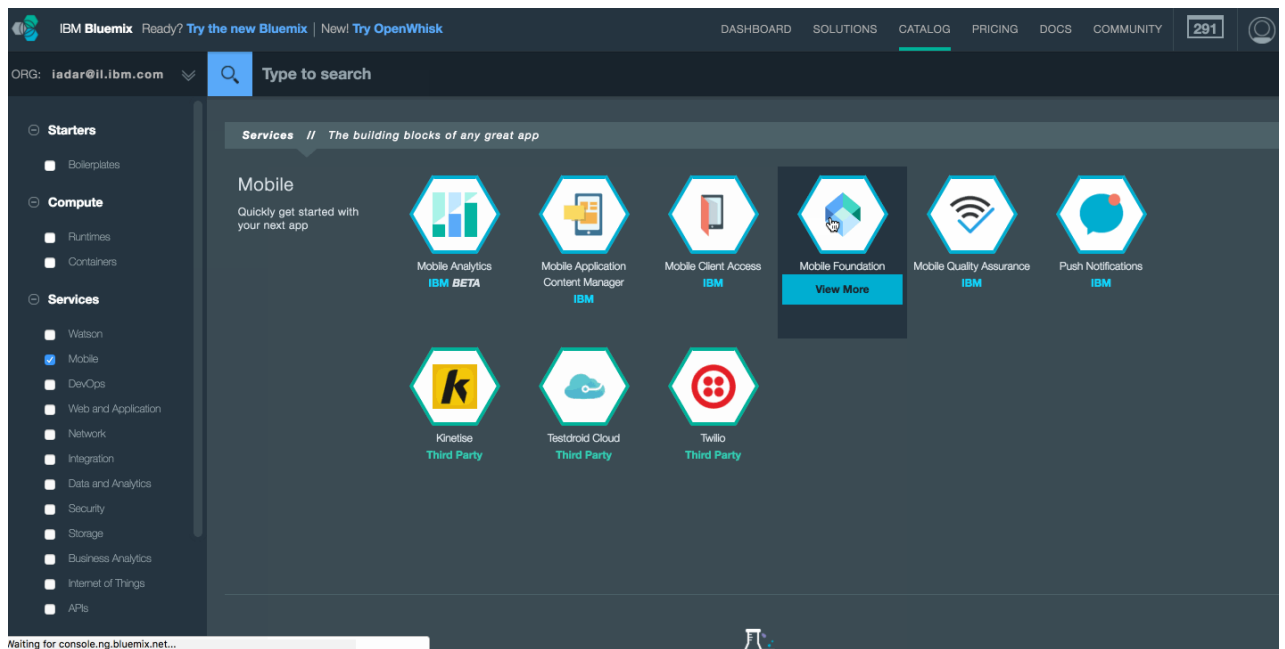 IBM Bluemix Ready? Try the new Bluemix | New! Try OpenWhisk
DASHBOARD SOLUTIONS CATALOG PRICING DOCS COMMUNITY 291
ORG: iadar@il.ibm.com
Type to search
Starters
Boilerplates
Compute
Runtimes
Containers
Services
Watson
Mobile
DevOps
Web and Application
Network
Integration
Data and Analytics
Security
Storage
Business Analytics
Internet of Things
APIs
Services // The building blocks of any great app
Mobile
Quickly get started with
your next app
Mobile Analytics
IBM BETA
Mobile Application
Content Manager
IBM
Mobile Client Access
IBM
Mobile Foundation
View More
Mobile Quality Assurance
IBM
Push Notifications
IBM
k
Kinetise
Third Party
Testdroid Cloud
Third Party
Twilio
Third Party
Waiting for console.ng.bluemix.net...